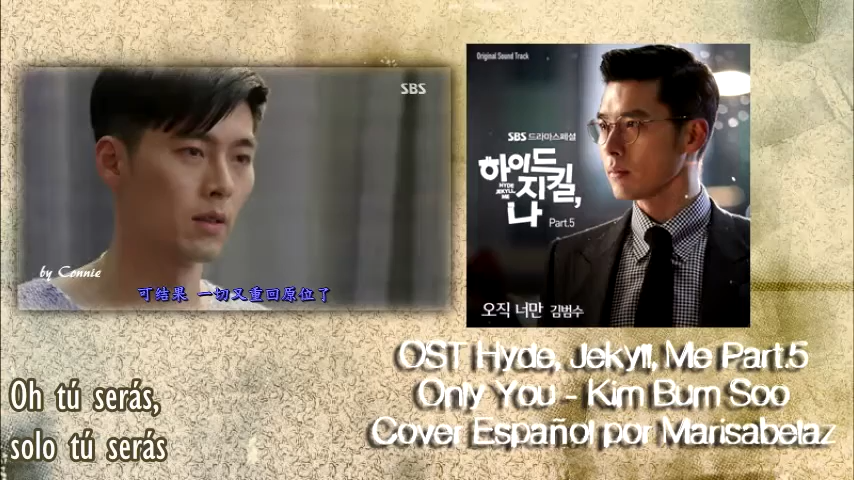 SBS
by Connie
可结果 一切又重回原位了
Original Sound Track
SBS 드라마스페셜
하이드
HYDE
JEKYLL,
ME
지킬,
나
Part.5
오직 너만 김범수
OST Hyde, Jekyll, Me Part.5
Only You - Kim Bum Soo
Cover Español por Marisabelaz
Oh tú serás,
solo tú serás